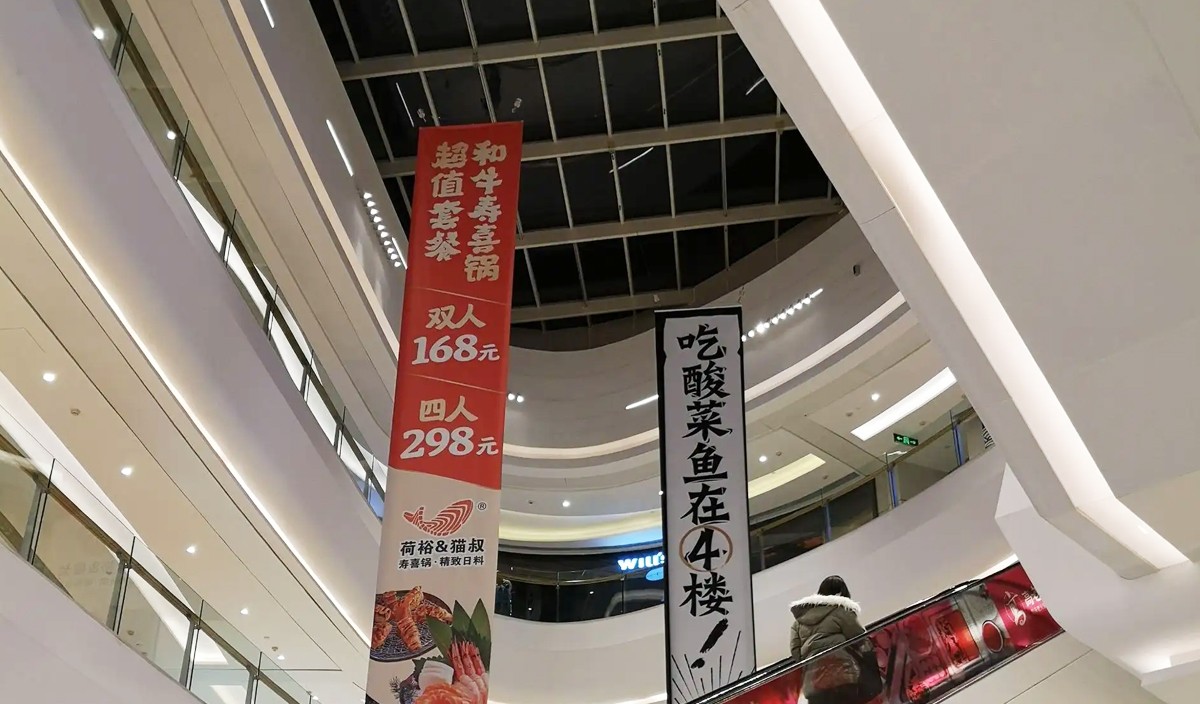 和牛寿喜锅
超值套餐
双人
168元
四人
298元
®
荷裕&猫叔
寿喜锅·精致日料
吃酸菜鱼在4楼！
WILL'S